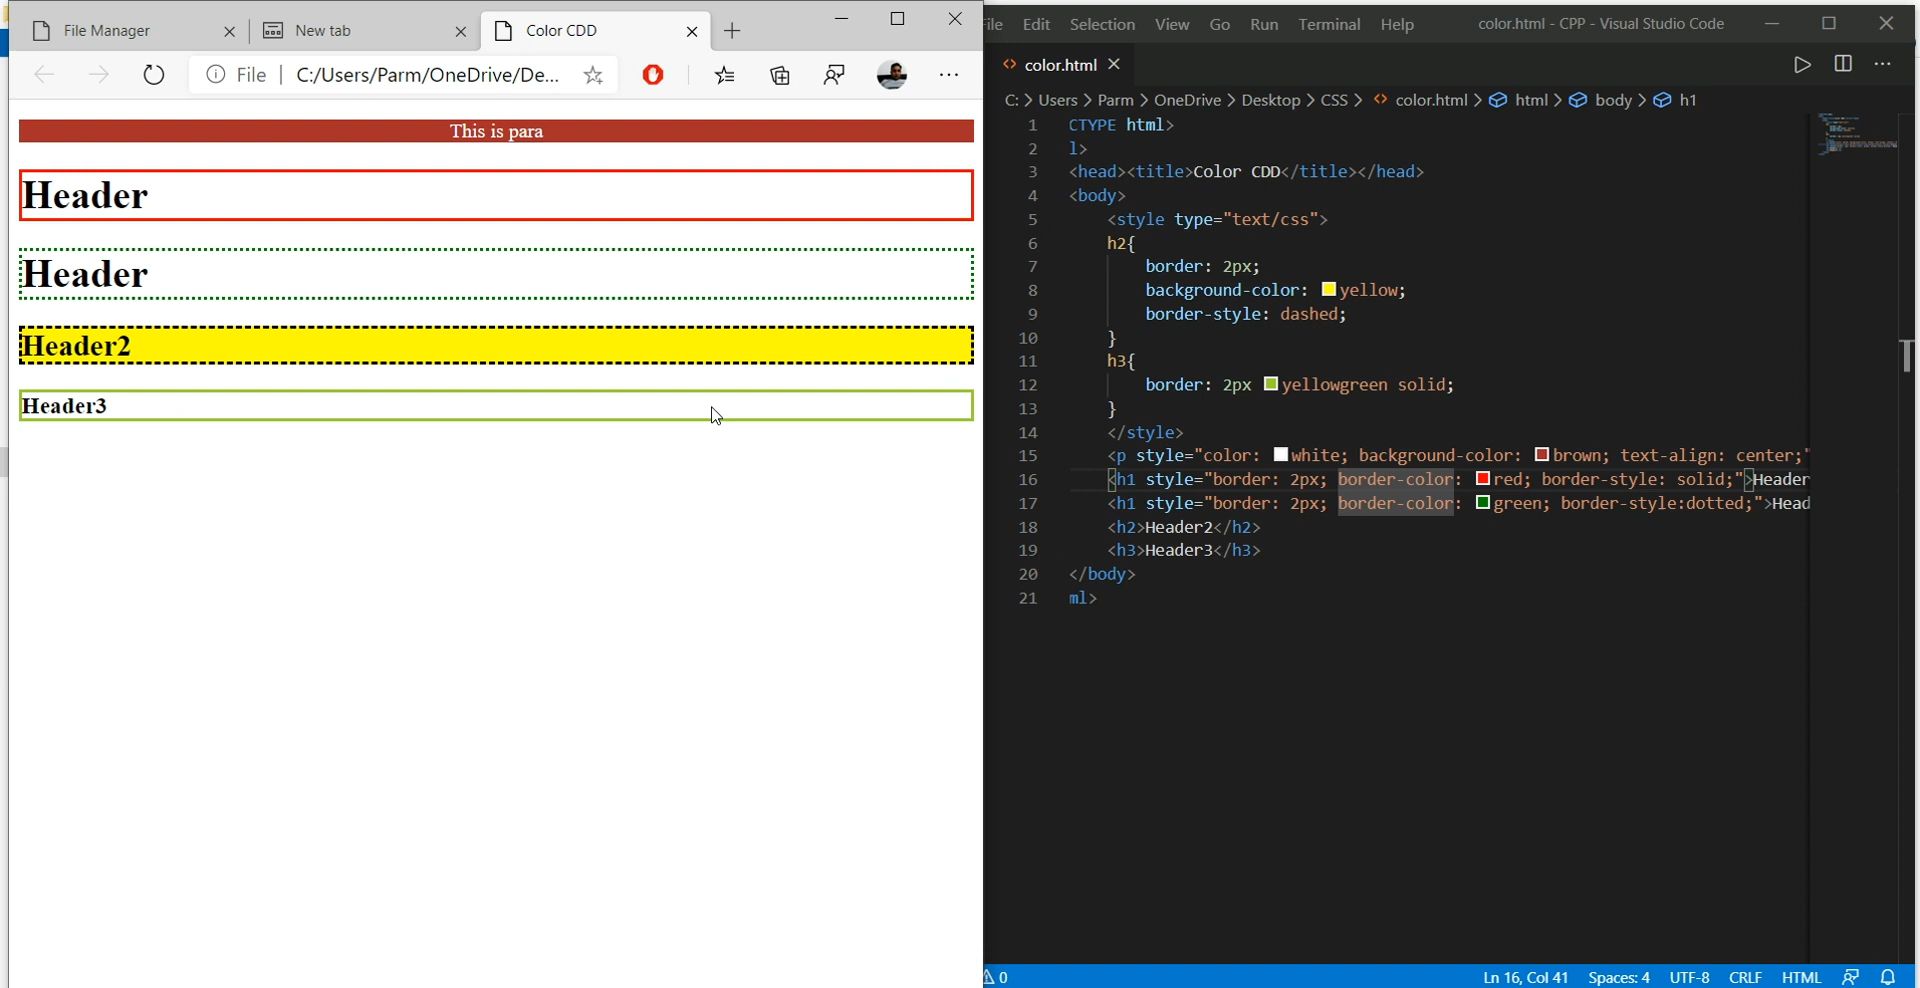 File Manager
New tab
Color CDD
File
C:/Users/Parm/OneDrive/De...
This is para
Header
Header
Header2
Header3
ile Edit Selection View Go Run Terminal Help color.html - CPP - Visual Studio Code
color.html
C: > Users > Parm > OneDrive > Desktop > CSS > color.html > html > body > h1
1 CTYPE html>
2 l>
3 <head><title>Color CDD</title></head>
4 <body>
5 <style type="text/css">
6 h2{
7 border: 2px;
8 background-color: yellow;
9 border-style: dashed;
10 }
11 h3{
12 border: 2px yellowgreen solid;
13 }
14 </style>
15 <p style="color: white; background-color: brown; text-align: center;"
16 <h1 style="border: 2px; border-color: red; border-style: solid;">Header
17 <h1 style="border: 2px; border-color: green; border-style:dotted;">Head
18 <h2>Header2</h2>
19 <h3>Header3</h3>
20 </body>
21 ml>
0 Ln 16, Col 41 Spaces: 4 UTF-8 CRLF HTML